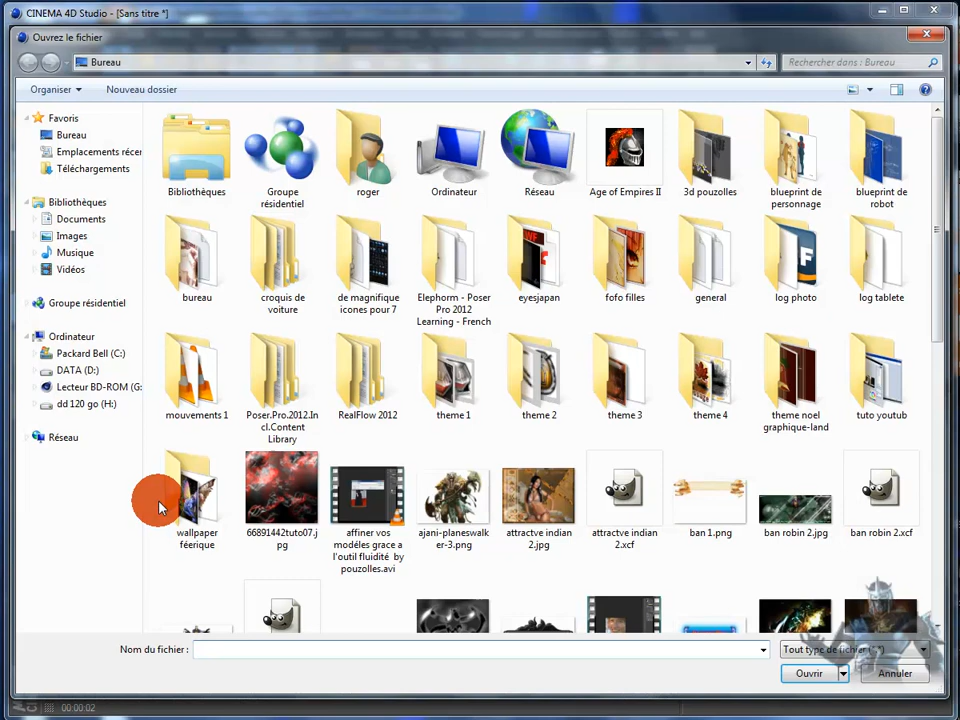 CINEMA 4D Studio - [Sans titre *]
Ouvrez le fichier
Bureau
Rechercher dans : Bureau
Organiser
Nouveau dossier
Favoris
Bureau
Emplacements récer
Téléchargements
Bibliothèques
Documents
Images
Musique
Vidéos
Groupe résidentiel
Ordinateur
Packard Bell (C:)
DATA (D:)
Lecteur BD-ROM (G:
dd 120 go (H:)
Réseau
Bibliothèques
Groupe
résidentiel
roger
Ordinateur
Réseau
Age of Empires II
3d pouzolles
blueprint de
personnage
blueprint de
robot
bureau
croquis de
voiture
de magnifique
icones pour 7
Elephorm - Poser
Pro 2012
Learning - French
eyesjapan
fofo filles
general
log photo
log tablete
mouvements 1
Poser.Pro.2012.In
cl.Content
Library
RealFlow 2012
theme 1
theme 2
theme 3
theme 4
theme noel
graphique-land
tuto youtub
wallpaper
féerique
66891442tuto07.j
pg
affiner vos
modéles grace a
l'outil fluidité by
pouzolles.avi
ajani-planeswalk
er-3.png
attractve indian
2.jpg
attractve indian
2.xcf
ban 1.png
ban robin 2.jpg
ban robin 2.xcf
Nom du fichier :
Tout type de fichier (*.*)
Ouvrir
Annuler
00:00:02